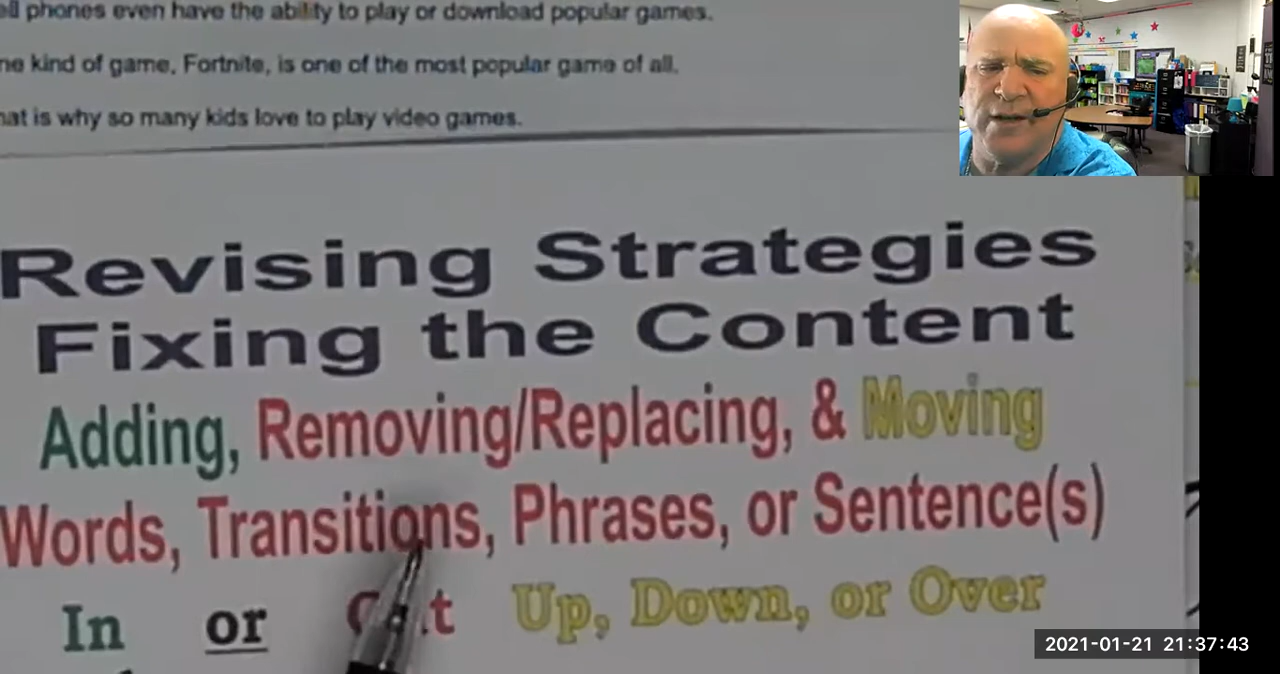 phones even have the ability to play or download popular games.
kind of game, Fortnite, is one of the most popular game of all.
is why so many kids love to play video games.
Revising Strategies
Fixing the Content
Adding, Removing/Replacing, & Moving
Words, Transitions, Phrases, or Sentence(s)
In or Up, Down, or Over
2021-01-21 21:37:43